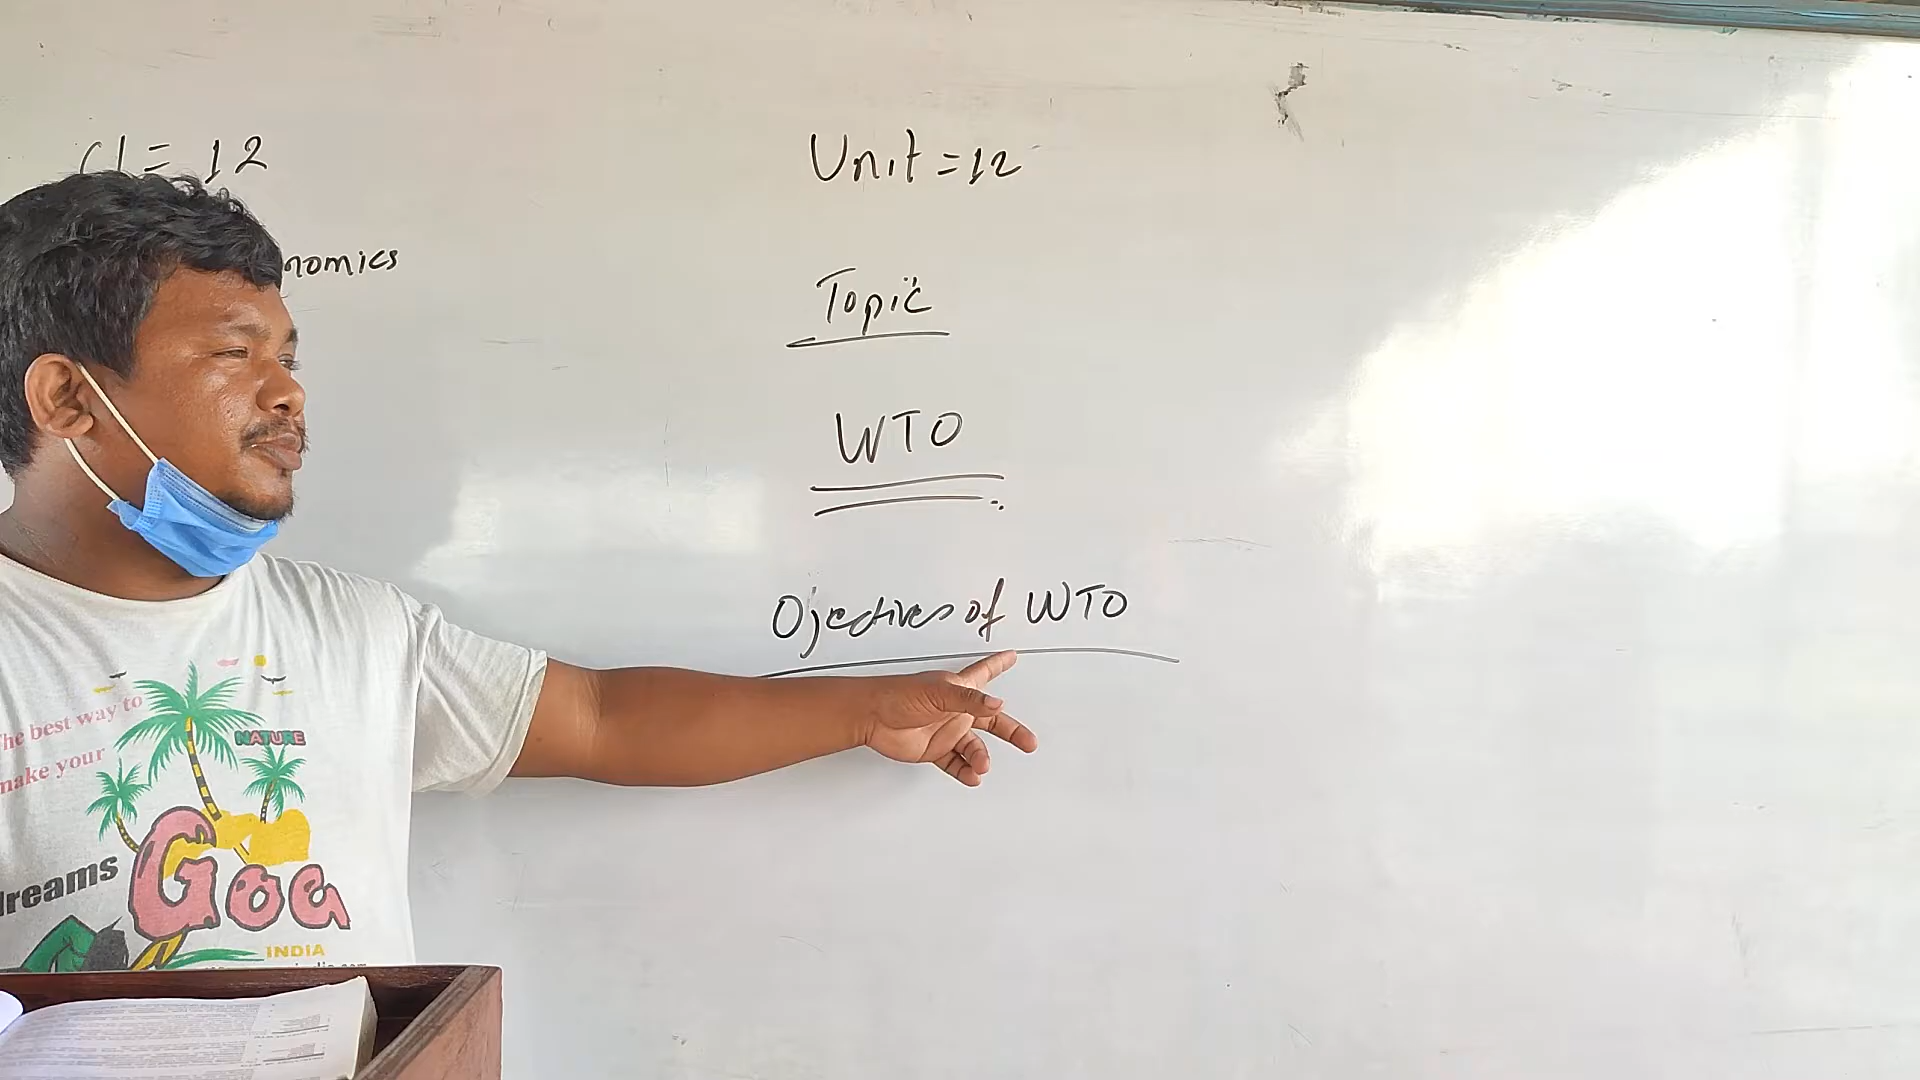 Cl = 12
nomics
Unit = 12
Topic
WTO
Ojectives of WTO
The best way to
make your
NATURE
dreams
Goa
INDIA